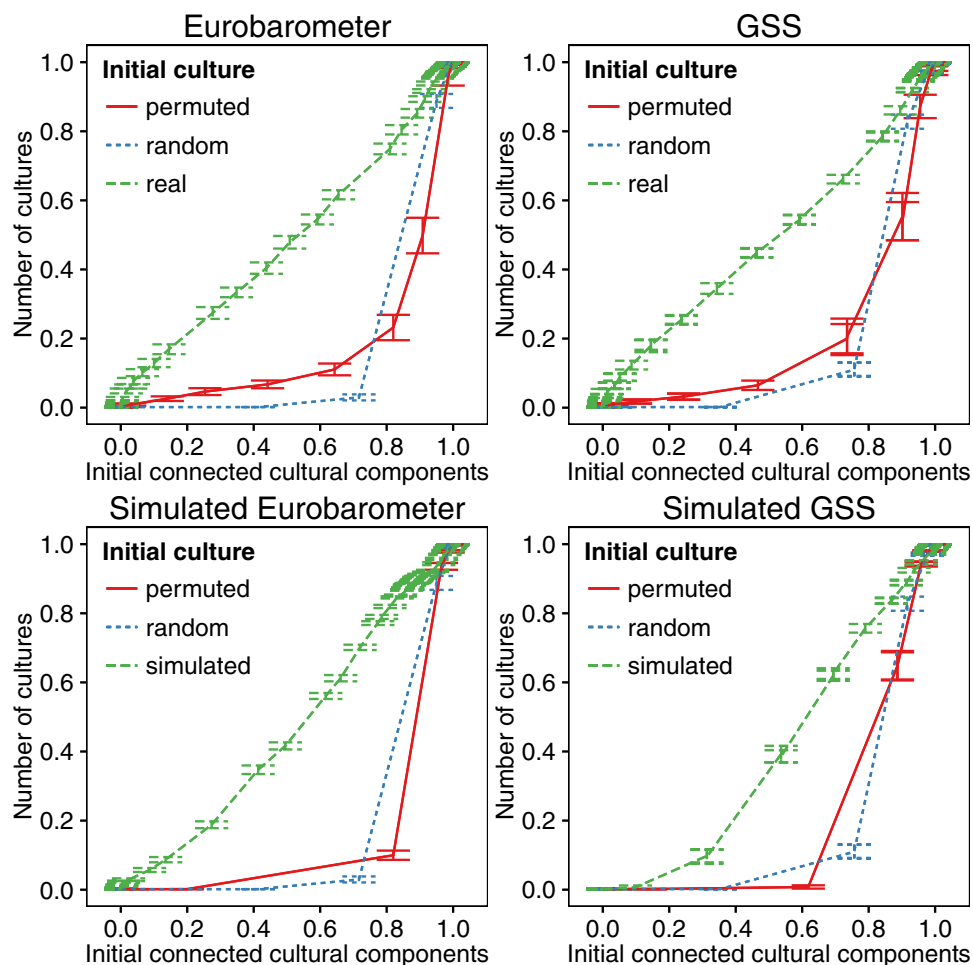 Eurobarometer
Number of cultures
1.0
0.8
0.6
0.4
0.2
0.0
Initial culture
permuted
random
real
0.0 0.2 0.4 0.6 0.8 1.0
Initial connected cultural components
GSS
Number of cultures
1.0
0.8
0.6
0.4
0.2
0.0
Initial culture
permuted
random
real
0.0 0.2 0.4 0.6 0.8 1.0
Initial connected cultural components
Simulated Eurobarometer
Number of cultures
1.0
0.8
0.6
0.4
0.2
0.0
Initial culture
permuted
random
simulated
0.0 0.2 0.4 0.6 0.8 1.0
Initial connected cultural components
Simulated GSS
Number of cultures
1.0
0.8
0.6
0.4
0.2
0.0
Initial culture
permuted
random
simulated
0.0 0.2 0.4 0.6 0.8 1.0
Initial connected cultural components